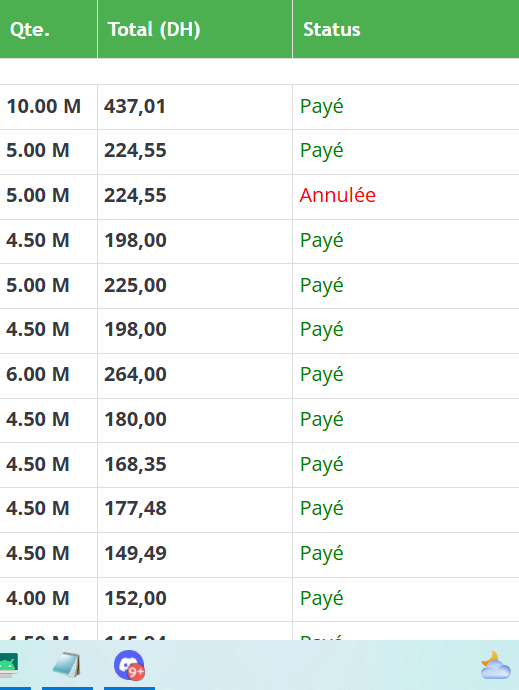 Qte. Total (DH) Status
10.00 M 437,01 Payé
5.00 M 224,55 Payé
5.00 M 224,55 Annulée
4.50 M 198,00 Payé
5.00 M 225,00 Payé
4.50 M 198,00 Payé
6.00 M 264,00 Payé
4.50 M 180,00 Payé
4.50 M 168,35 Payé
4.50 M 177,48 Payé
4.50 M 149,49 Payé
4.00 M 152,00 Payé
9+